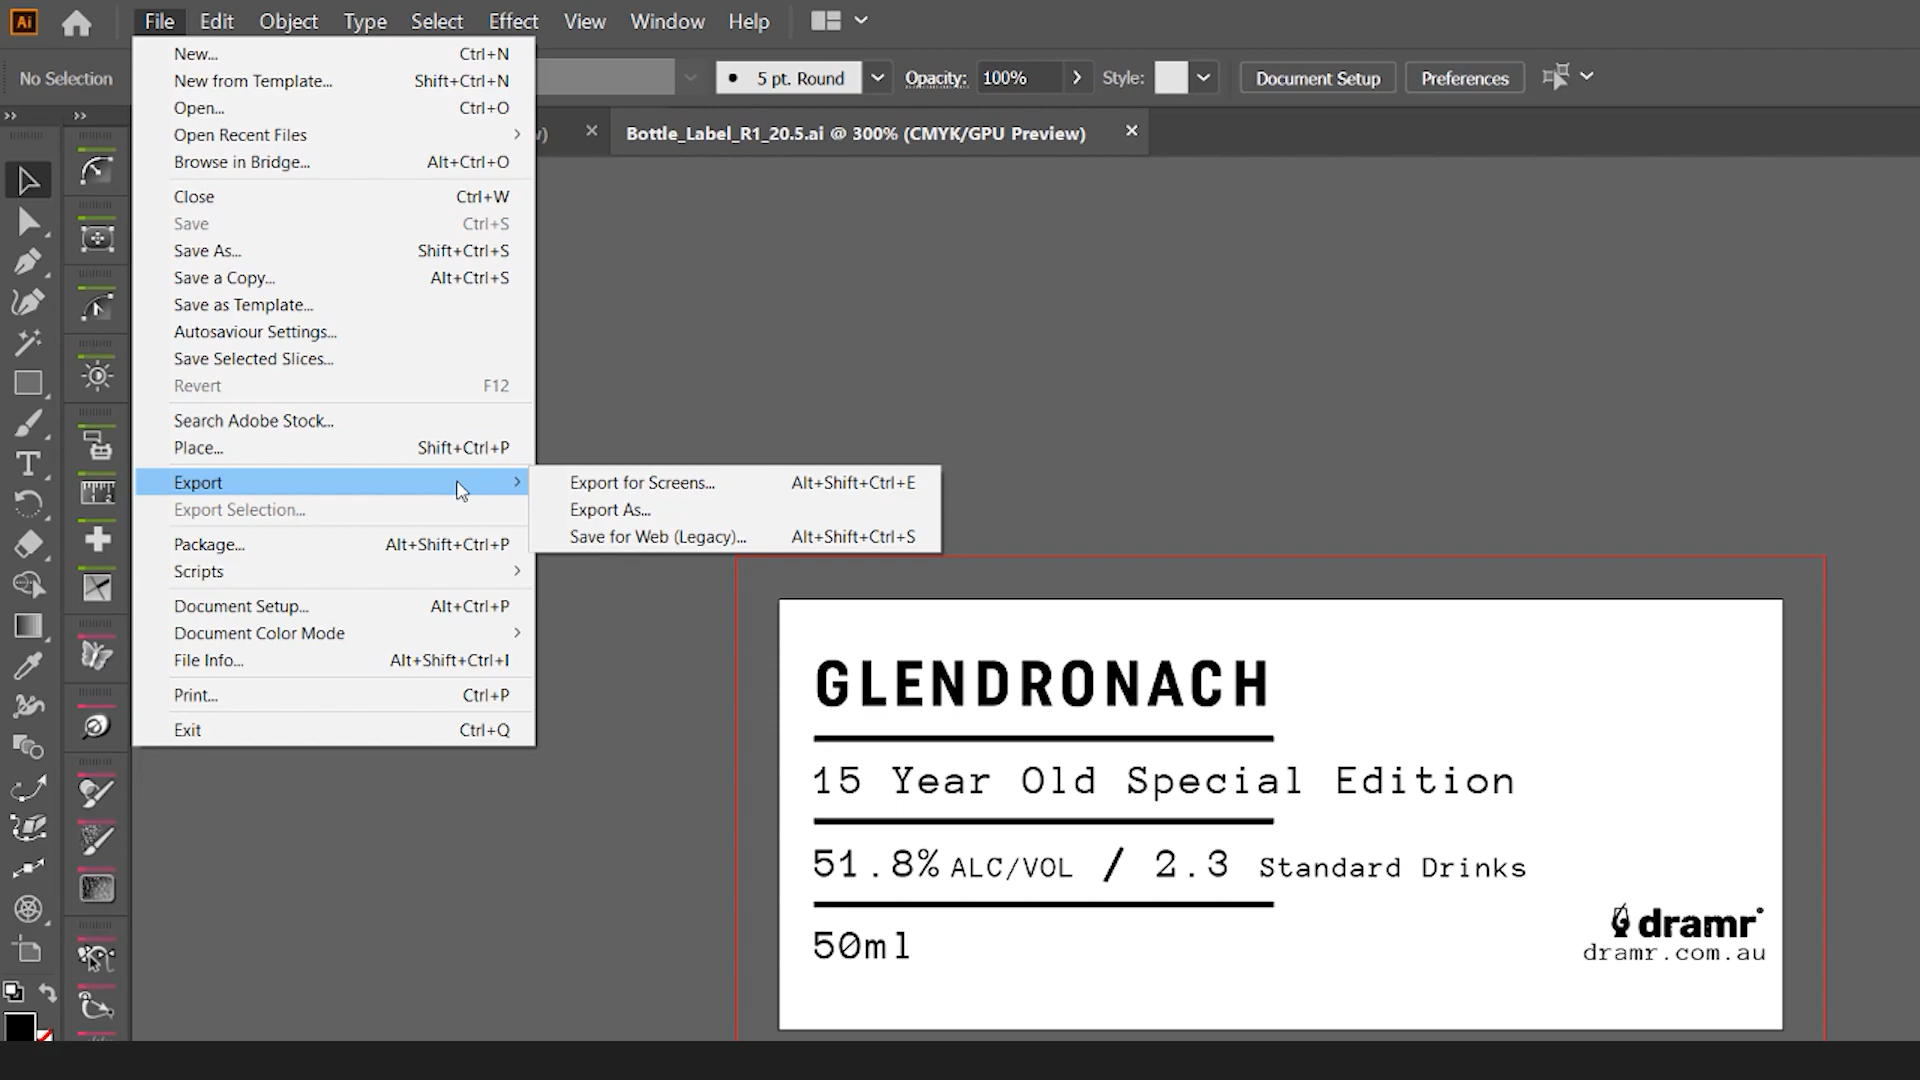 Ai
File Edit Object Type Select Effect View Window Help
No Selection
5 pt. Round
Opacity: 100%
Style:
Document Setup
Preferences
Bottle_Label_R1_20.5.ai @ 300% (CMYK/GPU Preview)
New... Ctrl+N
New from Template... Shift+Ctrl+N
Open... Ctrl+O
Open Recent Files
Browse in Bridge... Alt+Ctrl+O
Close Ctrl+W
Save Ctrl+S
Save As... Shift+Ctrl+S
Save a Copy... Alt+Ctrl+S
Save as Template...
Autosaviour Settings...
Save Selected Slices...
Revert F12
Search Adobe Stock...
Place... Shift+Ctrl+P
Export
Export Selection...
Package... Alt+Shift+Ctrl+P
Scripts
Document Setup... Alt+Ctrl+P
Document Color Mode
File Info... Alt+Shift+Ctrl+I
Print... Ctrl+P
Exit Ctrl+Q
Export for Screens... Alt+Shift+Ctrl+E
Export As...
Save for Web (Legacy)... Alt+Shift+Ctrl+S
GLENDRONACH
15 Year Old Special Edition
51.8% ALC/VOL / 2.3 Standard Drinks
50ml
dramr
dramr.com.au